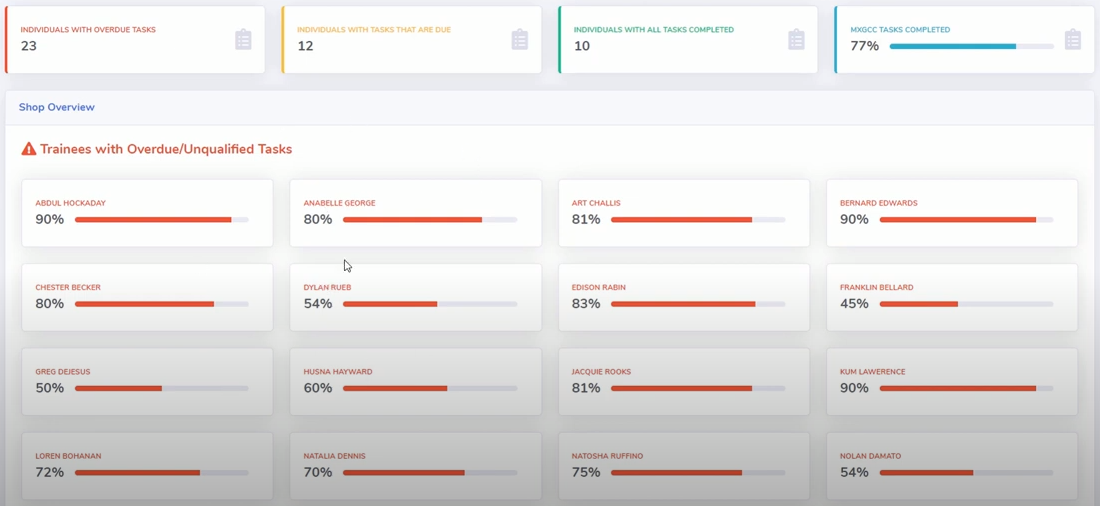 INDIVIDUALS WITH OVERDUE TASKS
23
INDIVIDUALS WITH TASKS THAT ARE DUE
12
INDIVIDUALS WITH ALL TASKS COMPLETED
10
MXGCC TASKS COMPLETED
77%
Shop Overview
Trainees with Overdue/Unqualified Tasks
ABDUL HOCKADAY
90%
ANABELLE GEORGE
80%
ART CHALLIS
81%
BERNARD EDWARDS
90%
CHESTER BECKER
80%
DYLAN RUEB
54%
EDISON RABIN
83%
FRANKLIN BELLARD
45%
GREG DEJESUS
50%
HUSNA HAYWARD
60%
JACQUIE ROOKS
81%
KUM LAWERENCE
90%
LOREN BOHANAN
72%
NATALIA DENNIS
70%
NATOSHA RUFFINO
75%
NOLAN DAMATO
54%